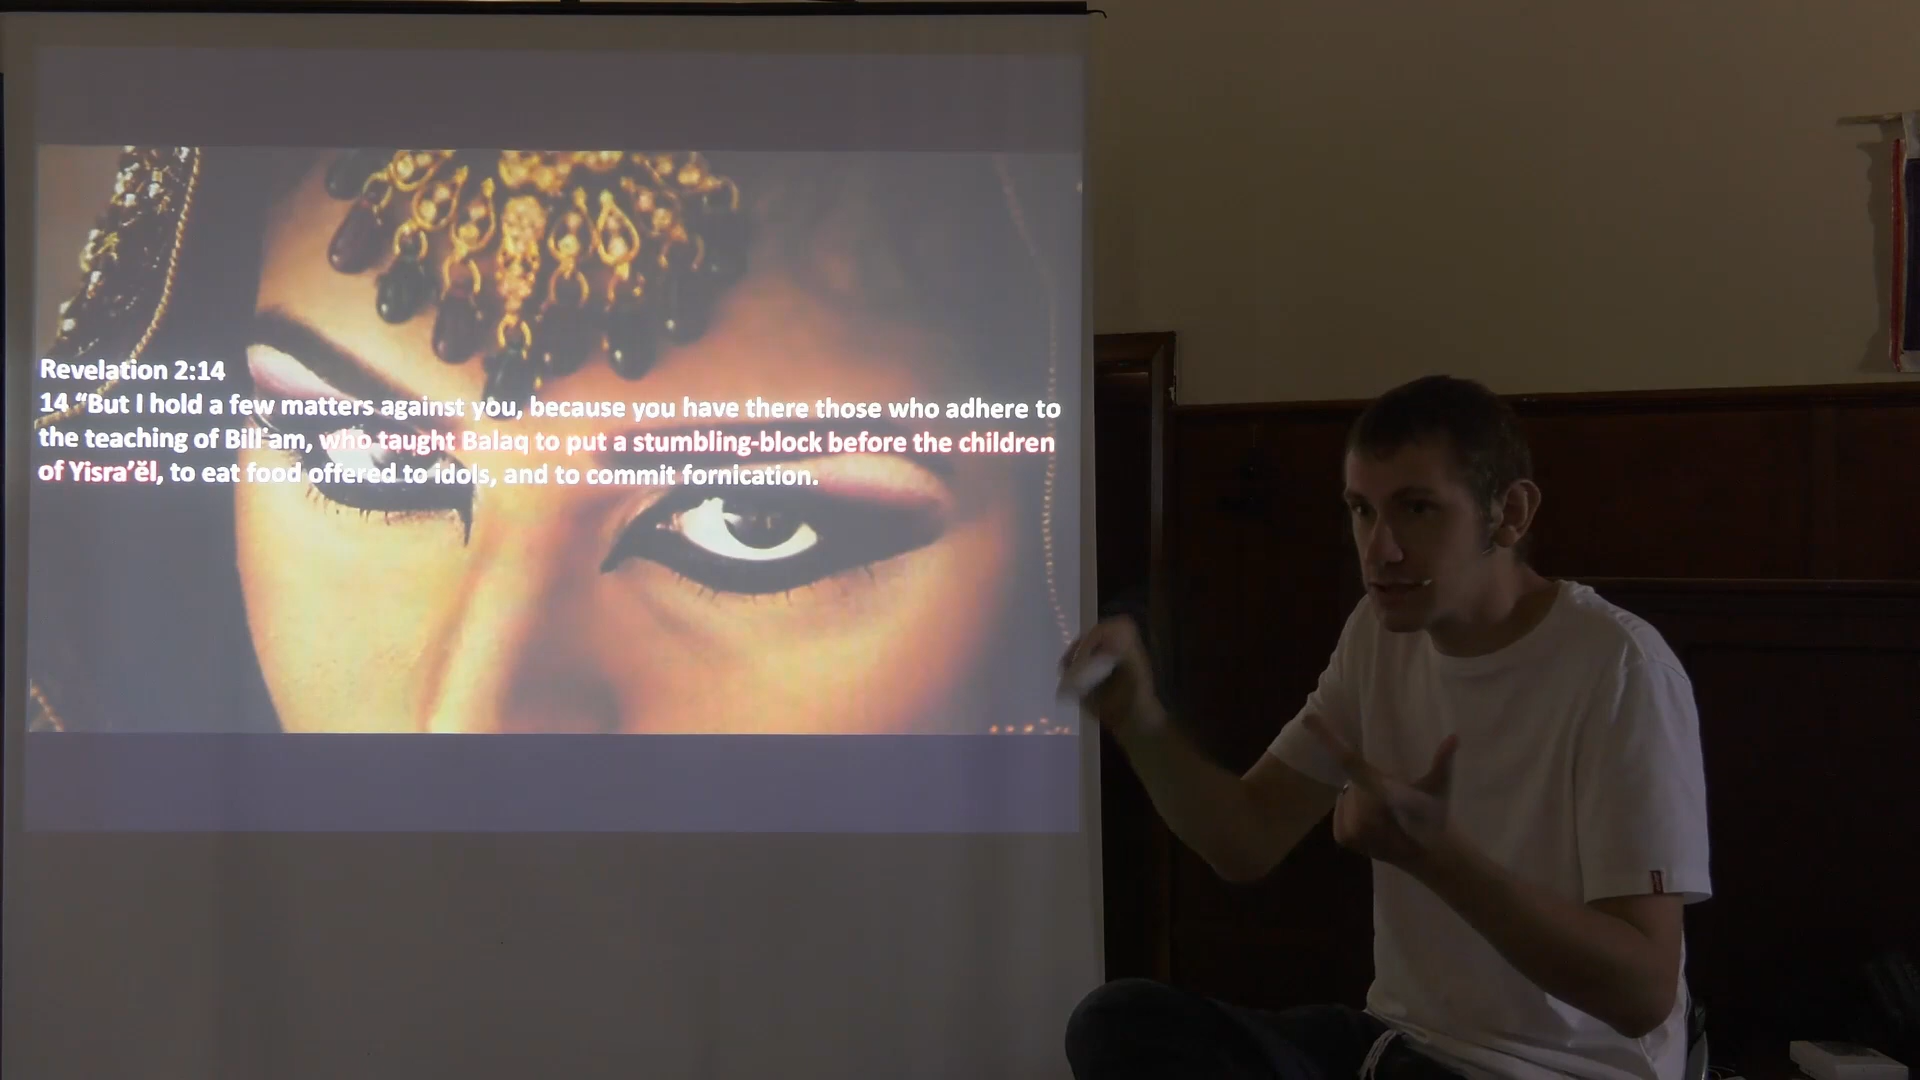 Revelation 2:14
14 “But I hold a few matters against you, because you have there those who adhere to
the teaching of Bil‛am, who taught Balaq to put a stumbling-block before the children
of Yisra’ĕl, to eat food offered to idols, and to commit fornication.